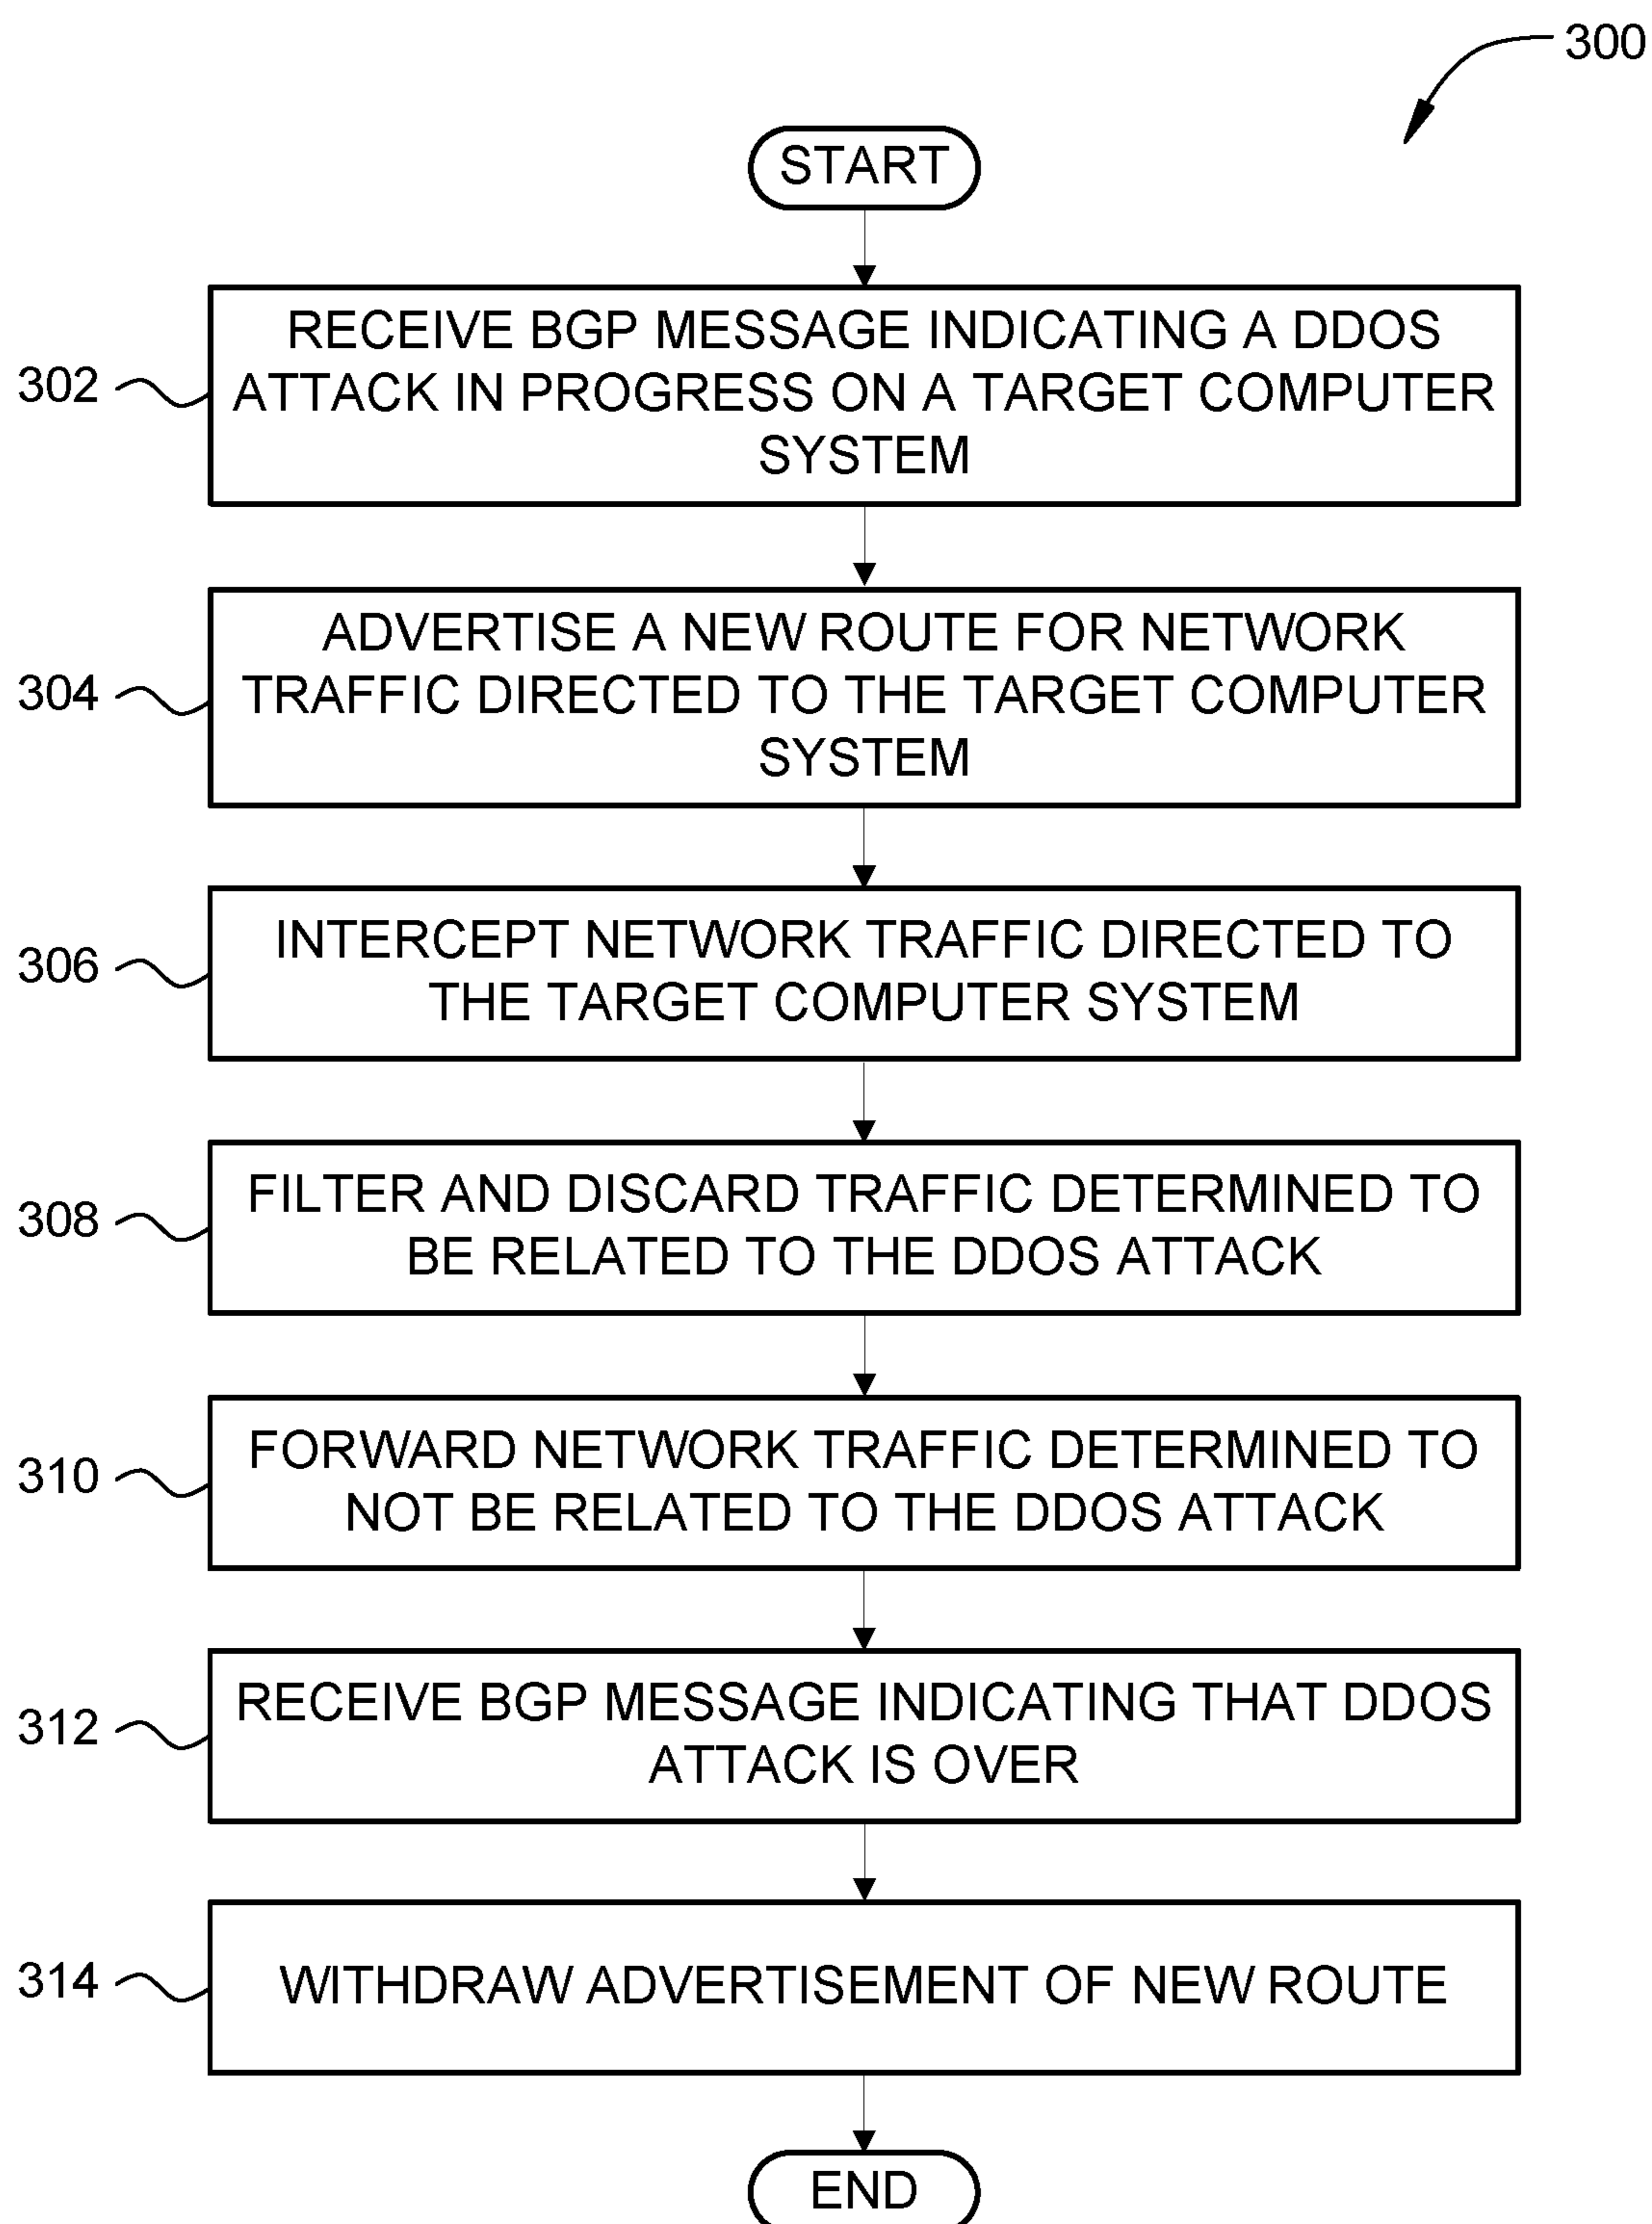 300
START
RECEIVE BGP MESSAGE INDICATING A DDOS
302
ATTACK IN PROGRESS ON A TARGET COMPUTER
SYSTEM
ADVERTISE A NEW ROUTE FOR NETWORK
304
TRAFFIC DIRECTED TO THE TARGET COMPUTER
SYSTEM
306
INTERCEPT NETWORK TRAFFIC DIRECTED TO
THE TARGET COMPUTER SYSTEM
308
FILTER AND DISCARD TRAFFIC DETERMINED TO
BE RELATED TO THE DDOS ATTACK
310
FORWARD NETWORK TRAFFIC DETERMINED TO
NOT BE RELATED TO THE DDOS ATTACK
312
RECEIVE BGP MESSAGE INDICATING THAT DDOS
ATTACK IS OVER
314
WITHDRAW ADVERTISEMENT OF NEW ROUTE
END